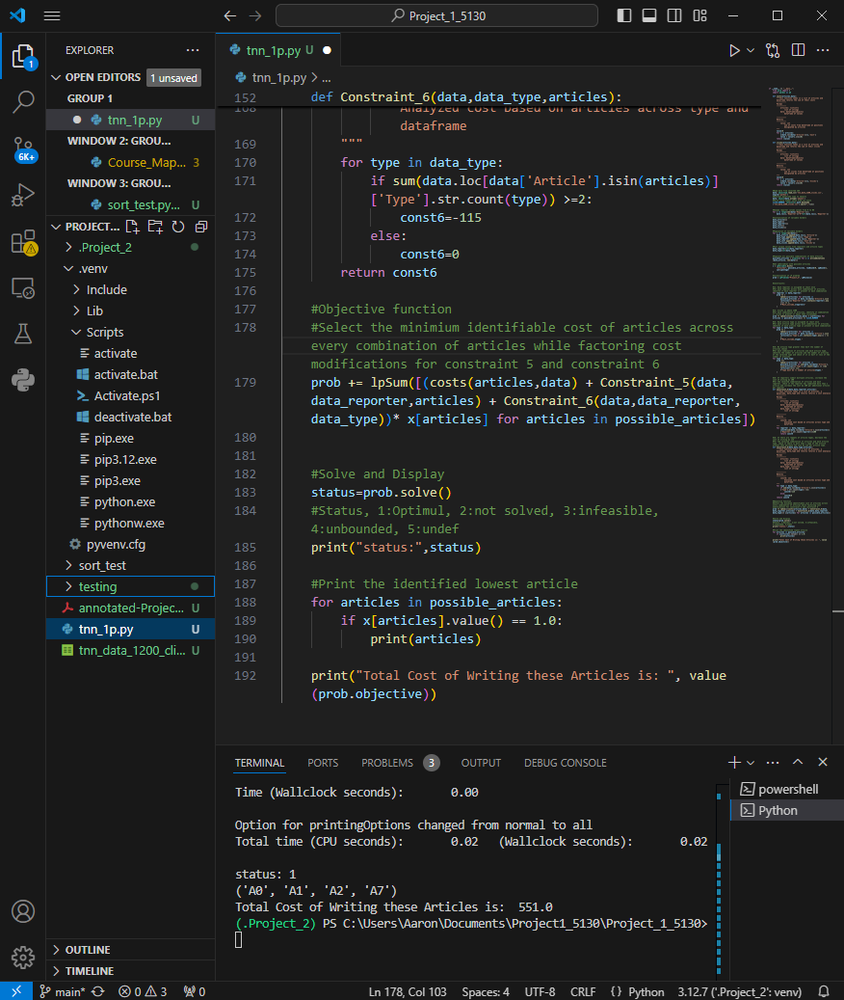 Project_1_5130
EXPLORER
OPEN EDITORS 1 unsaved
GROUP 1
tnn_1p.py U
WINDOW 2: GROU...
Course_Map... 3
WINDOW 3: GROU...
sort_test.py... U
PROJECT...
.Project_2
.venv
Include
Lib
Scripts
activate
activate.bat
Activate.ps1
deactivate.bat
pip.exe
pip3.12.exe
pip3.exe
python.exe
pythonw.exe
pyvenv.cfg
sort_test
testing
annotated-Projec... U
tnn_1p.py U
tnn_data_1200_cli... U
OUTLINE
TIMELINE
1
6K+
tnn_1p.py U
tnn_1p.py > ...
152 def Constraint_6(data,data_type,articles):
168 Analyzed cost based on articles across type and
dataframe
169 """
170 for type in data_type:
171 if sum(data.loc[data['Article'].isin(articles)]
['Type'].str.count(type)) >=2:
172 const6=-115
173 else:
174 const6=0
175 return const6
176
177 #Objective function
178 #Select the minimium identifiable cost of articles across
every combination of articles while factoring cost
modifications for constraint 5 and constraint 6
179 prob += lpSum([(costs(articles,data) + Constraint_5(data,
data_reporter,articles) + Constraint_6(data,data_reporter,
data_type))* x[articles] for articles in possible_articles])
180
181
182 #Solve and Display
183 status=prob.solve()
184 #Status, 1:Optimul, 2:not solved, 3:infeasible,
4:unbounded, 5:undef
185 print("status:",status)
186
187 #Print the identified lowest article
188 for articles in possible_articles:
189 if x[articles].value() == 1.0:
190 print(articles)
191
192 print("Total Cost of Writing these Articles is: ", value
(prob.objective))
TERMINAL PORTS PROBLEMS 3 OUTPUT DEBUG CONSOLE
Time (Wallclock seconds): 0.00
Option for printingOptions changed from normal to all
Total time (CPU seconds): 0.02 (Wallclock seconds): 0.02
status: 1
('A0', 'A1', 'A2', 'A7')
Total Cost of Writing these Articles is: 551.0
(.Project_2) PS C:\Users\Aaron\Documents\Project1_5130\Project_1_5130>
powershell
Python
main* 0 3 0 Ln 178, Col 103 Spaces: 4 UTF-8 CRLF { } Python 3.12.7 ('.Project_2': venv)